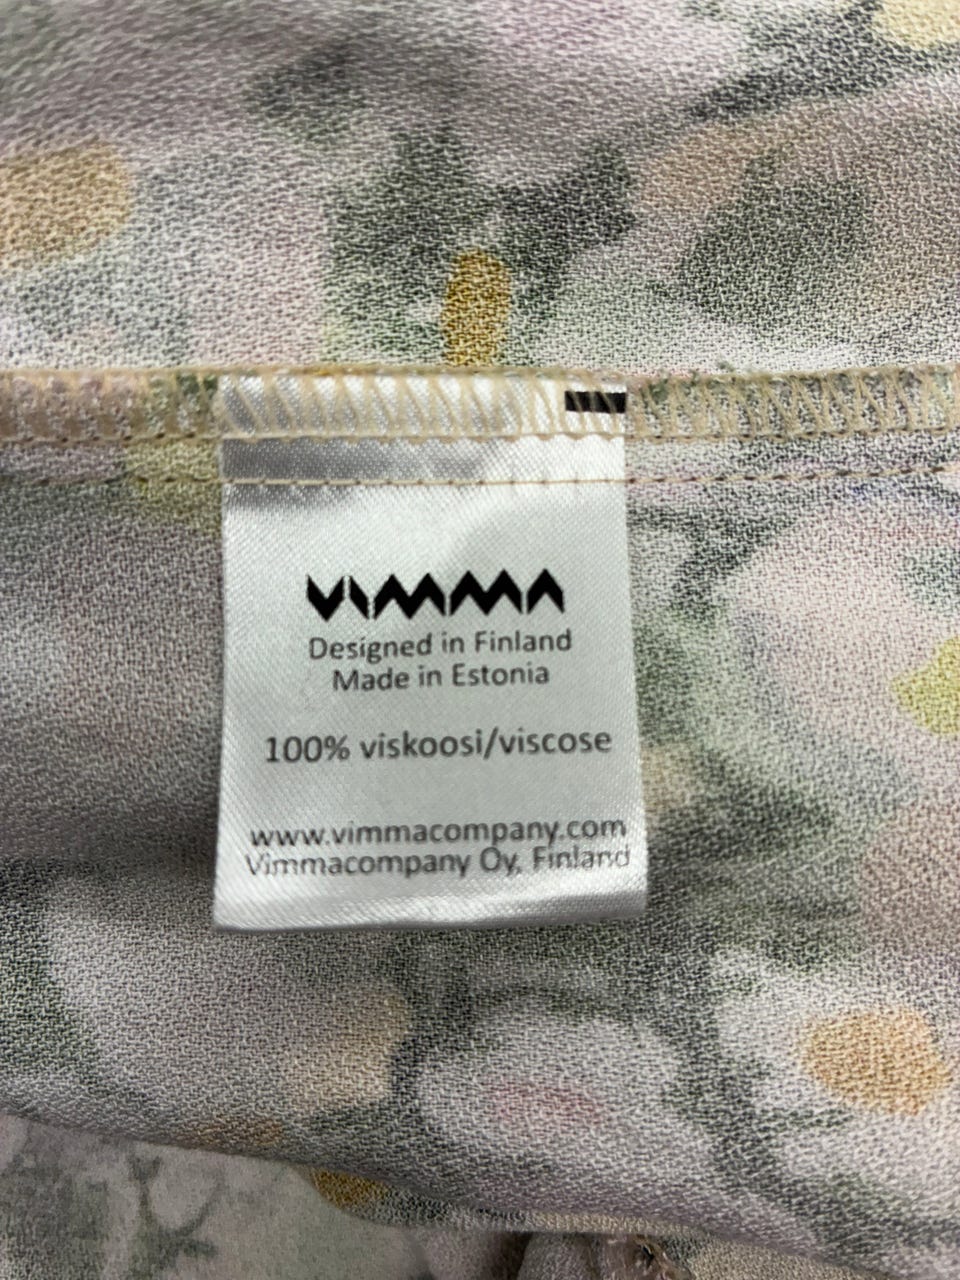 VIMMA
Designed in Finland
Made in Estonia
100% viskoosi/viscose
www.vimmacompany.com
Vimmacompany Oy, Finland